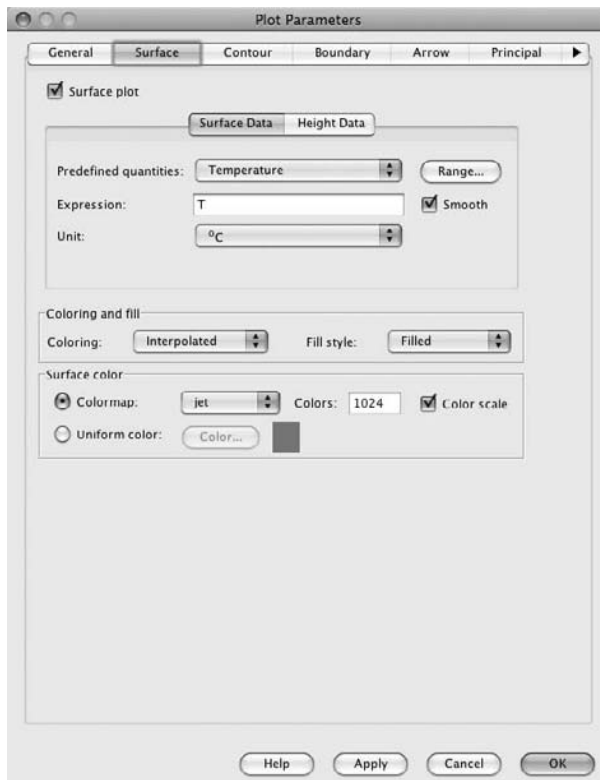 Plot Parameters
General Surface Contour Boundary Arrow Principal
Surface plot
Surface Data Height Data
Predefined quantities: Temperature Range...
Expression: T Smooth
Unit: ⁰C
Coloring and fill
Coloring: Interpolated Fill style: Filled
Surface color
Colormap: jet Colors: 1024 Color scale
Uniform color: Color...
Help Apply Cancel OK